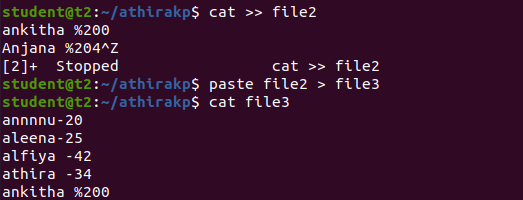 student@t2:~/athirakp$ cat >> file2
ankitha %200
Anjana %204^Z
[2]+  Stopped                 cat >> file2
student@t2:~/athirakp$ paste file2 > file3
student@t2:~/athirakp$ cat file3
annnnu-20
aleena-25
alfiya -42
athira -34
ankitha %200